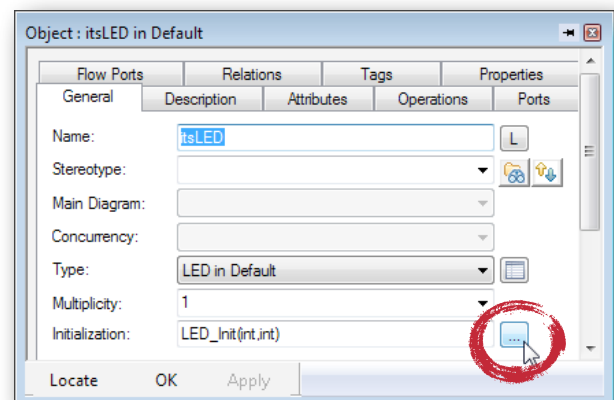 Object : itsLED in Default
Flow Ports Relations Tags Properties
General Description Attributes Operations Ports
Name: itsLED L
Stereotype:
Main Diagram:
Concurrency:
Type: LED in Default
Multiplicity: 1
Initialization: LED_Init(int,int) ...
Locate OK Apply